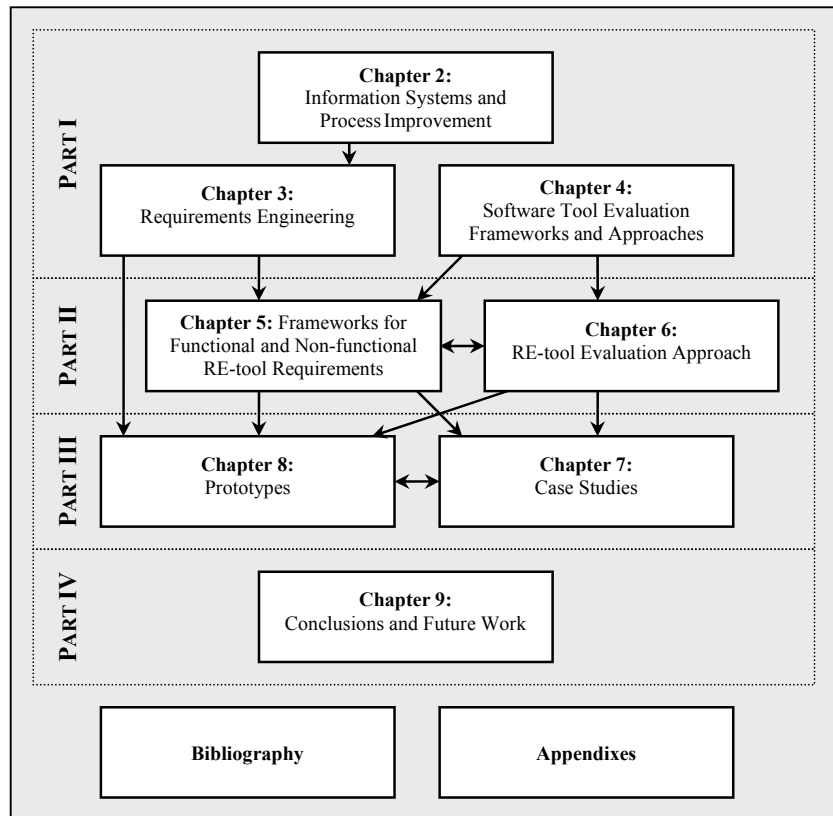 PART I
Chapter 2:
Information Systems and
Process Improvement
Chapter 3:
Requirements Engineering
Chapter 4:
Software Tool Evaluation
Frameworks and Approaches
PART II
Chapter 5: Frameworks for
Functional and Non-functional
RE-tool Requirements
Chapter 6:
RE-tool Evaluation Approach
PART III
Chapter 8:
Prototypes
Chapter 7:
Case Studies
PART IV
Chapter 9:
Conclusions and Future Work
Bibliography
Appendixes